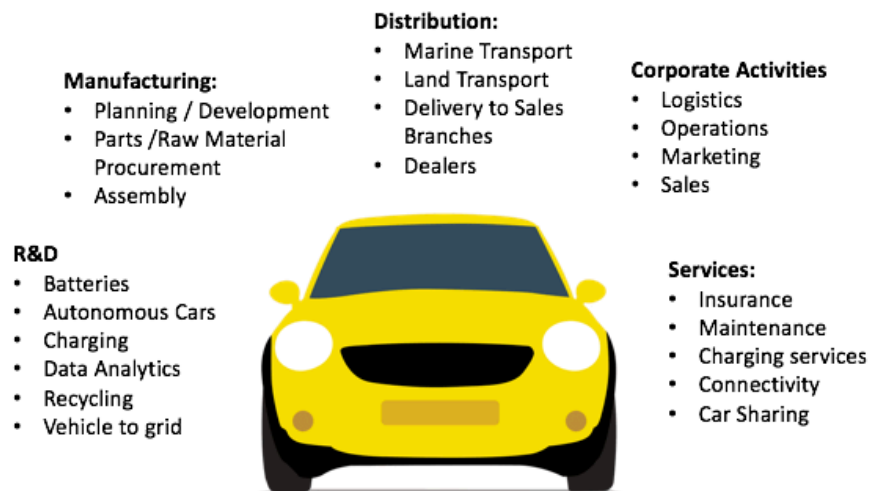 Distribution:
• Marine Transport
• Land Transport
• Delivery to Sales
Branches
• Dealers
Manufacturing:
• Planning / Development
• Parts /Raw Material
Procurement
• Assembly
Corporate Activities
• Logistics
• Operations
• Marketing
• Sales
R&D
• Batteries
• Autonomous Cars
• Charging
• Data Analytics
• Recycling
• Vehicle to grid
Services:
• Insurance
• Maintenance
• Charging services
• Connectivity
• Car Sharing